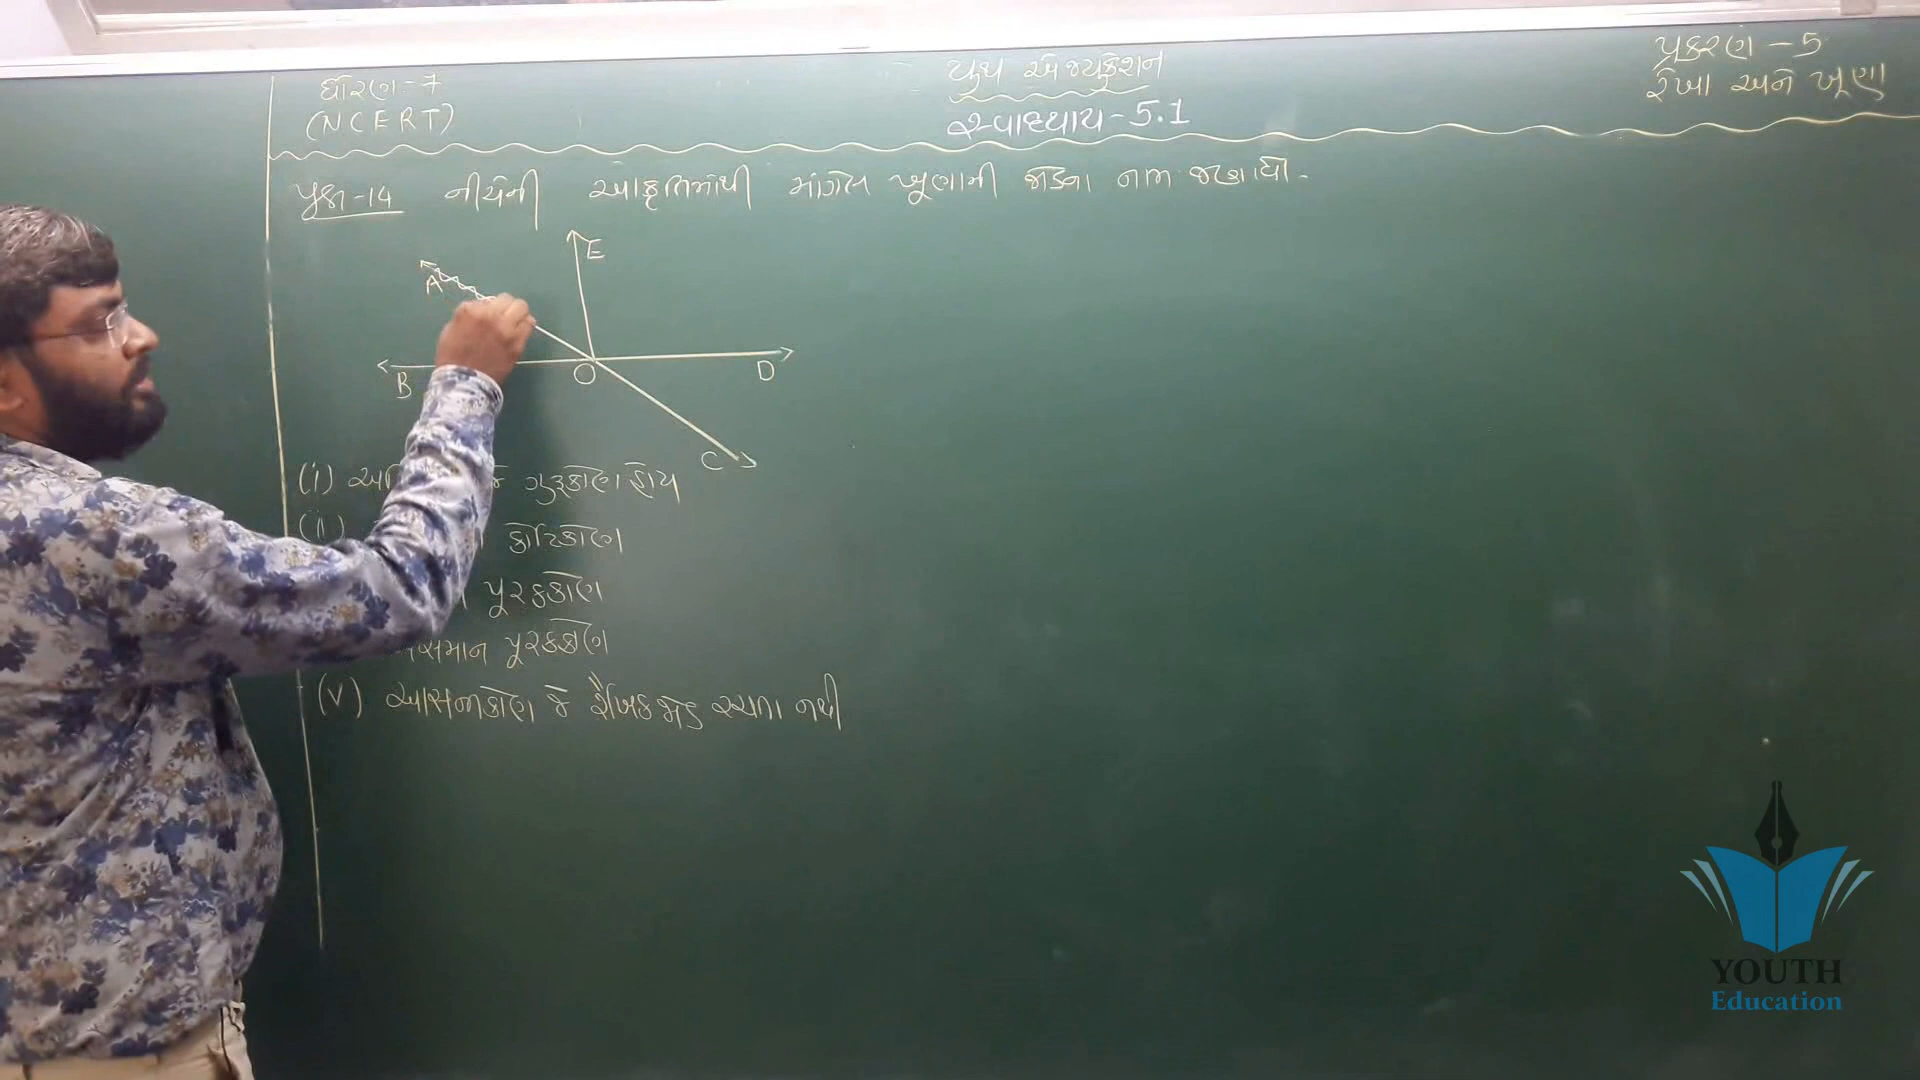 ધોરણ-7
(NCERT)
યુથ એજ્યુકેશન
સ્વાધ્યાય-5.1
પ્રકરણ-5
રેખા અને ખૂણા
પ્રશ્ન-14 નીચેની આકૃતિમાંથી માંગેલ ખૂણાની જોડના નામ જણાવો.
E
A
B
O
D
C
(i) ગુરૂકોણ હોય
(ii) કોટિકોણ
પૂરકકોણ
પૂરકકોણ
(v) આસન્નકોણ જે રૈખિક જોડ રચતા નથી
YOUTH
Education